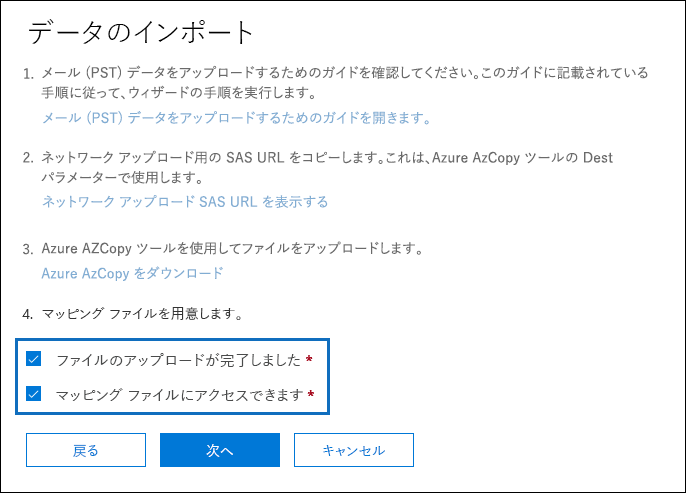 データのインポート
1. メール (PST) データをアップロードするためのガイドを確認してください。このガイドに記載されている
手順に従って、ウィザードの手順を実行します。
メール (PST) データをアップロードするためのガイドを開きます。
2. ネットワーク アップロード用の SAS URL をコピーします。これは、Azure AzCopy ツールの Dest
パラメーターで使用します。
ネットワーク アップロード SAS URL を表示する
3. Azure AZCopy ツールを使用してファイルをアップロードします。
Azure AzCopy をダウンロード
4. マッピング ファイルを用意します。
ファイルのアップロードが完了しました *
マッピング ファイルにアクセスできます *
戻る 次へ キャンセル